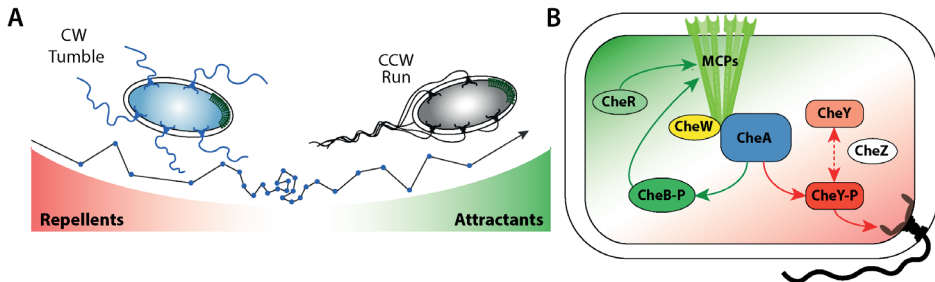 A
CW
Tumble
CCW
Run
Repellents
Attractants
B
MCPs
CheR
CheW
CheA
CheY
CheZ
CheB-P
CheY-P